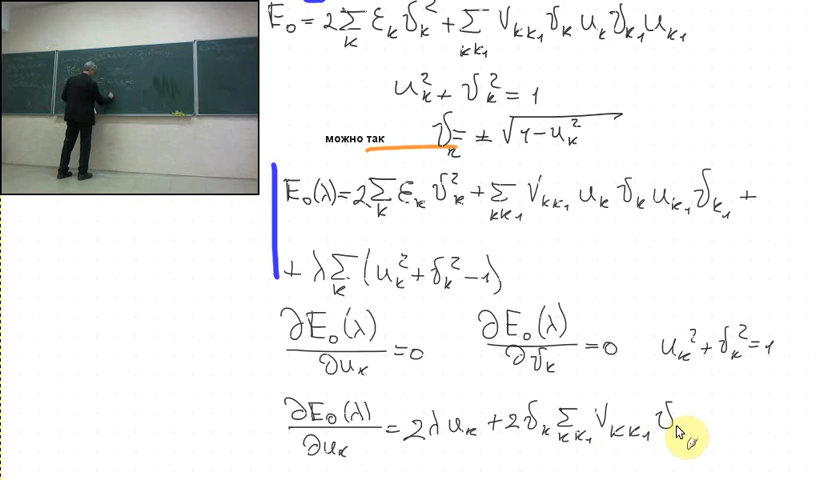 E₀ = 2∑ₖ εₖ vₖ² + ∑ₖₖ₁ Vₖₖ₁ vₖ uₖ vₖ₁ uₖ₁
uₖ² + vₖ² = 1
можно так vₖ = ± √(1 − uₖ²)
E₀(λ) = 2∑ₖ εₖ vₖ² + ∑ₖₖ₁ Vₖₖ₁ uₖ vₖ uₖ₁ vₖ₁ +
+ λ∑ₖ (uₖ² + vₖ² − 1)
∂E₀(λ)/∂uₖ = 0 ∂E₀(λ)/∂vₖ = 0 uₖ² + vₖ² = 1
∂E₀(λ)/∂uₖ = 2λuₖ + 2vₖ ∑ₖₖ₁ Vₖₖ₁ v